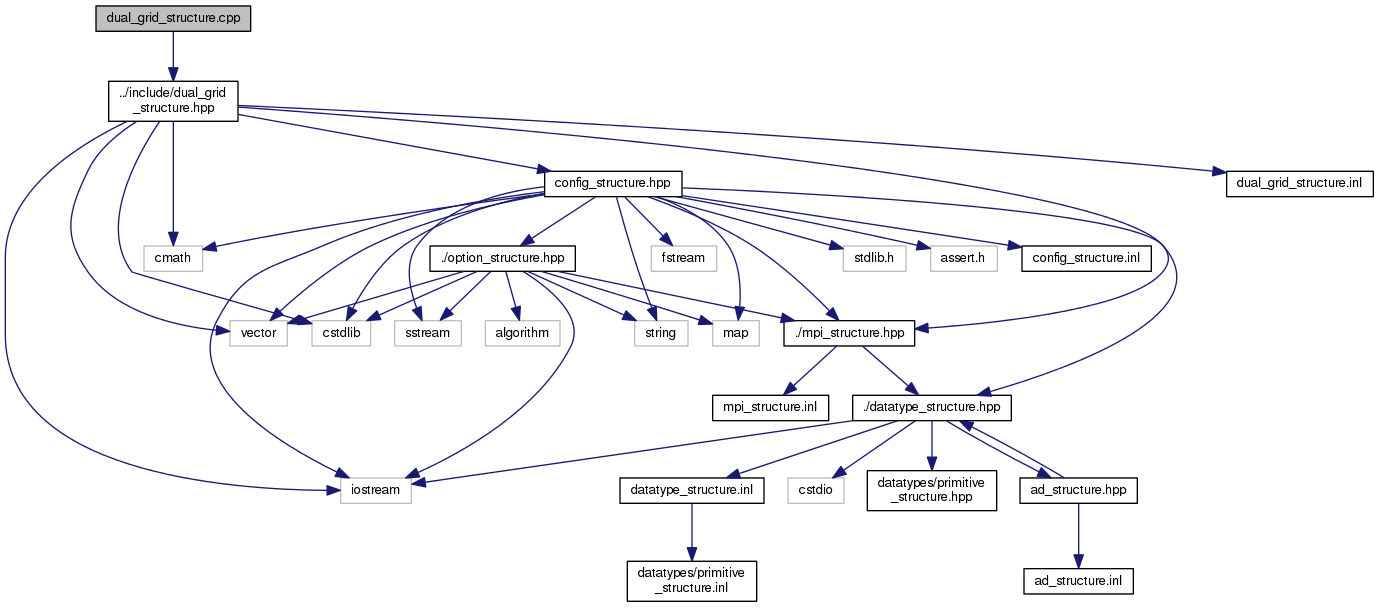 dual_grid_structure.cpp
../include/dual_grid
_structure.hpp
config_structure.hpp
dual_grid_structure.inl
cmath
./option_structure.hpp
fstream
stdlib.h
assert.h
config_structure.inl
vector
cstdlib
sstream
algorithm
string
map
./mpi_structure.hpp
mpi_structure.inl
./datatype_structure.hpp
iostream
datatype_structure.inl
cstdio
datatypes/primitive
_structure.hpp
ad_structure.hpp
datatypes/primitive
_structure.inl
ad_structure.inl